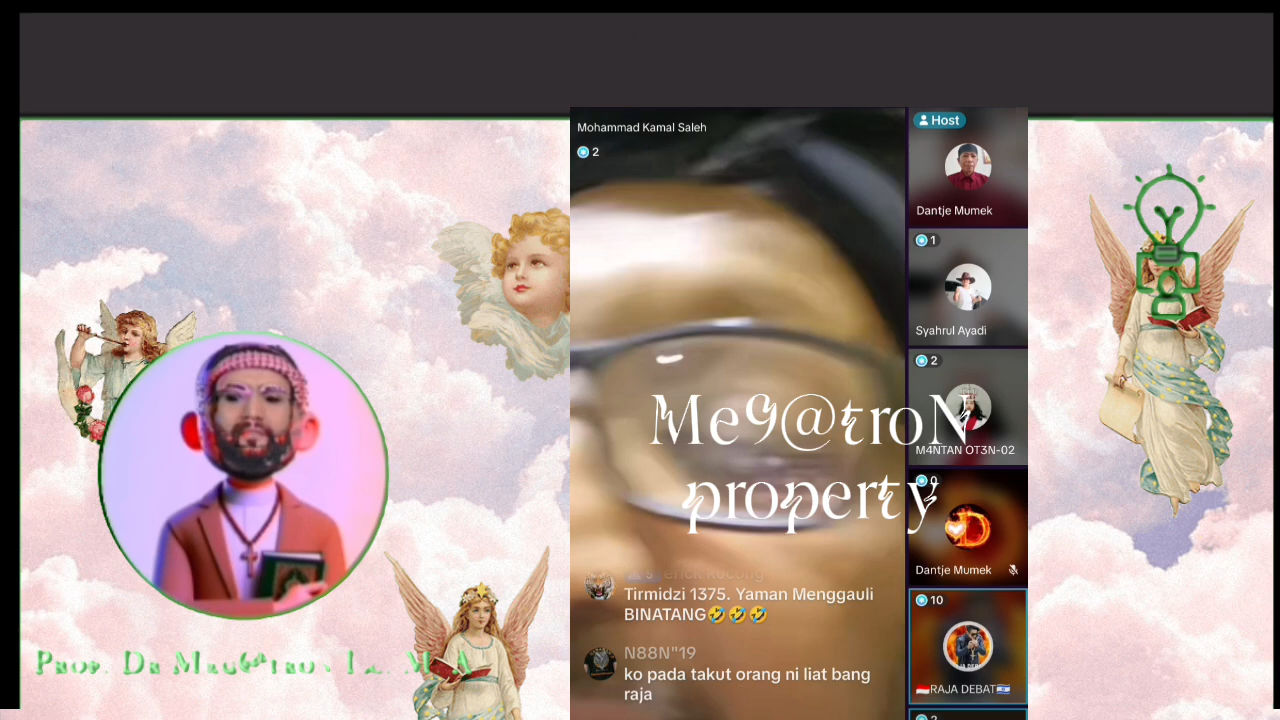 Mohammad Kamal Saleh
2
Host
Dantje Mumek
1
Syahrul Ayadi
2
M4NTAN OT3N-02
0
Dantje Mumek
10
RAJA DEBAT
2
Me9@troN
property
Tirmidzi 1375. Yaman Menggauli
BINATANG🤣🤣🤣
N88N"19
ko pada takut orang ni liat bang
raja